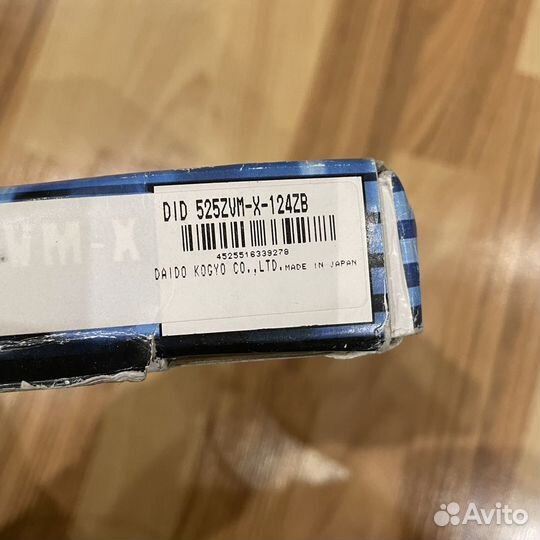 DID 525ZVM-X-124ZB
VM-X
4525516339278
DAIDO KOGYO CO.,LTD. MADE IN JAPAN
Avito